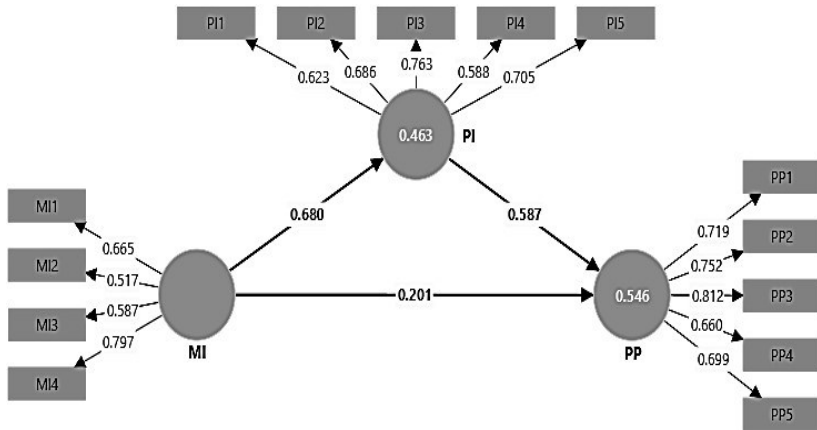 PI1 PI2 PI3 PI4 PI5
0.623 0.686 0.763 0.588 0.705
0.463 PI
0.680 0.587
MI1
MI2
MI3
MI4
0.665
0.517
0.587
0.797
MI
0.201
0.546
PP
0.719
0.752
0.812
0.660
0.699
PP1
PP2
PP3
PP4
PP5